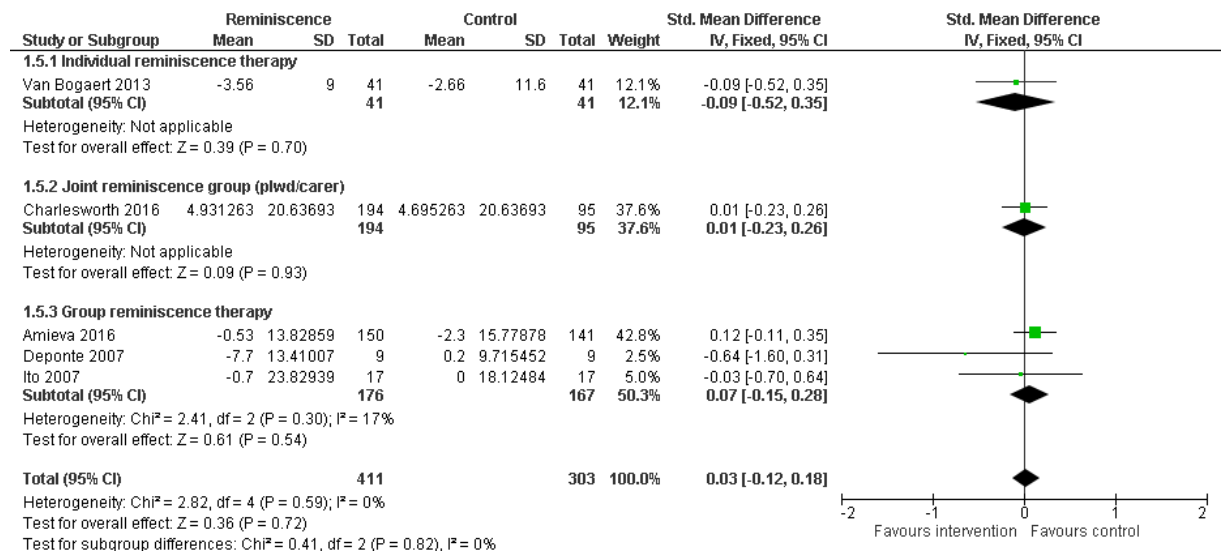 Reminiscence Control Std. Mean Difference Std. Mean Difference
Study or Subgroup Mean SD Total Mean SD Total Weight IV, Fixed, 95% CI IV, Fixed, 95% CI
1.5.1 Individual reminiscence therapy
Van Bogaert 2013 -3.56 9 41 -2.66 11.6 41 12.1% -0.09 [-0.52, 0.35]
Subtotal (95% CI) 41 41 12.1% -0.09 [-0.52, 0.35]
Heterogeneity: Not applicable
Test for overall effect: Z = 0.39 (P = 0.70)
1.5.2 Joint reminiscence group (plwd/carer)
Charlesworth 2016 4.931263 20.63693 194 4.695263 20.63693 95 37.6% 0.01 [-0.23, 0.26]
Subtotal (95% CI) 194 95 37.6% 0.01 [-0.23, 0.26]
Heterogeneity: Not applicable
Test for overall effect: Z = 0.09 (P = 0.93)
1.5.3 Group reminiscence therapy
Amieva 2016 -0.53 13.82859 150 -2.3 15.77878 141 42.8% 0.12 [-0.11, 0.35]
Deponte 2007 -7.7 13.41007 9 0.2 9.715452 9 2.5% -0.64 [-1.60, 0.31]
Ito 2007 -0.7 23.82939 17 0 18.12484 17 5.0% -0.03 [-0.70, 0.64]
Subtotal (95% CI) 176 167 50.3% 0.07 [-0.15, 0.28]
Heterogeneity: Chi² = 2.41, df = 2 (P = 0.30); I² = 17%
Test for overall effect: Z = 0.61 (P = 0.54)
Total (95% CI) 411 303 100.0% 0.03 [-0.12, 0.18]
Heterogeneity: Chi² = 2.82, df = 4 (P = 0.59); I² = 0%
Test for overall effect: Z = 0.36 (P = 0.72)
Test for subgroup differences: Chi² = 0.41, df = 2 (P = 0.82), I² = 0%
-2 -1 0 1 2
Favours intervention Favours control